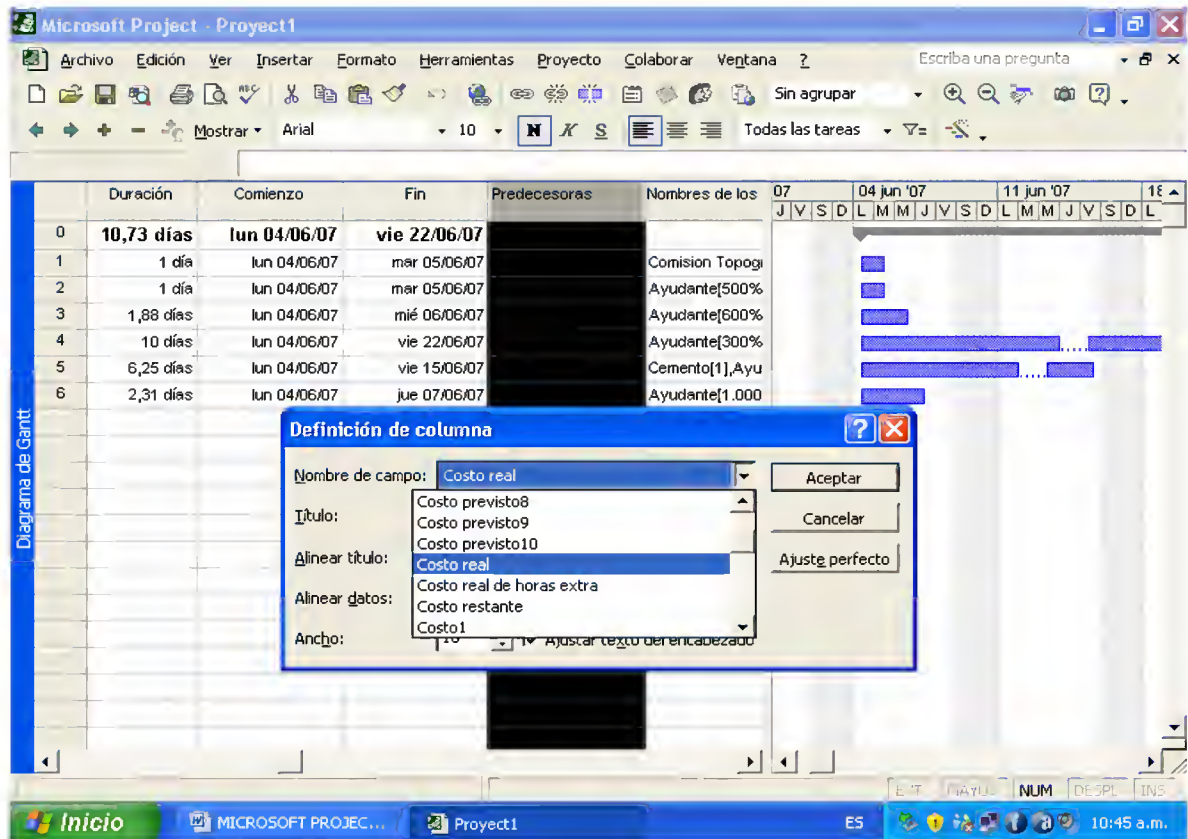 Microsoft Project - Proyect1
Archivo Edición Ver Insertar Formato Herramientas Proyecto Colaborar Ventana ? Escriba una pregunta
Sin agrupar
Mostrar Arial 10 N K S Todas las tareas
Duración Comienzo Fin Predecesoras Nombres de los 07 04 jun '07 11 jun '07 18
J V S D L M M J V S D L M M J V S D L
0 10,73 días lun 04/06/07 vie 22/06/07
1 1 día lun 04/06/07 mar 05/06/07 Comision Topogr
2 1 día lun 04/06/07 mar 05/06/07 Ayudante[500%
3 1,88 días lun 04/06/07 mié 06/06/07 Ayudante[600%
4 10 días lun 04/06/07 vie 22/06/07 Ayudante[300%
5 6,25 días lun 04/06/07 vie 15/06/07 Cemento[1],Ayu
6 2,31 días lun 04/06/07 jue 07/06/07 Ayudante[1.000
Diagrama de Gantt
Definición de columna
Nombre de campo: Costo real Aceptar
Costo previsto8
Título: Costo previsto9 Cancelar
Costo previsto10
Alinear título: Costo real Ajuste perfecto
Costo real de horas extra
Alinear datos: Costo restante
Costo1
Ancho: 10 Ajustar texto del encabezado
EXT MAYÚS NUM DESPL INS
Inicio MICROSOFT PROJEC... Proyect1 ES 10:45 a.m.